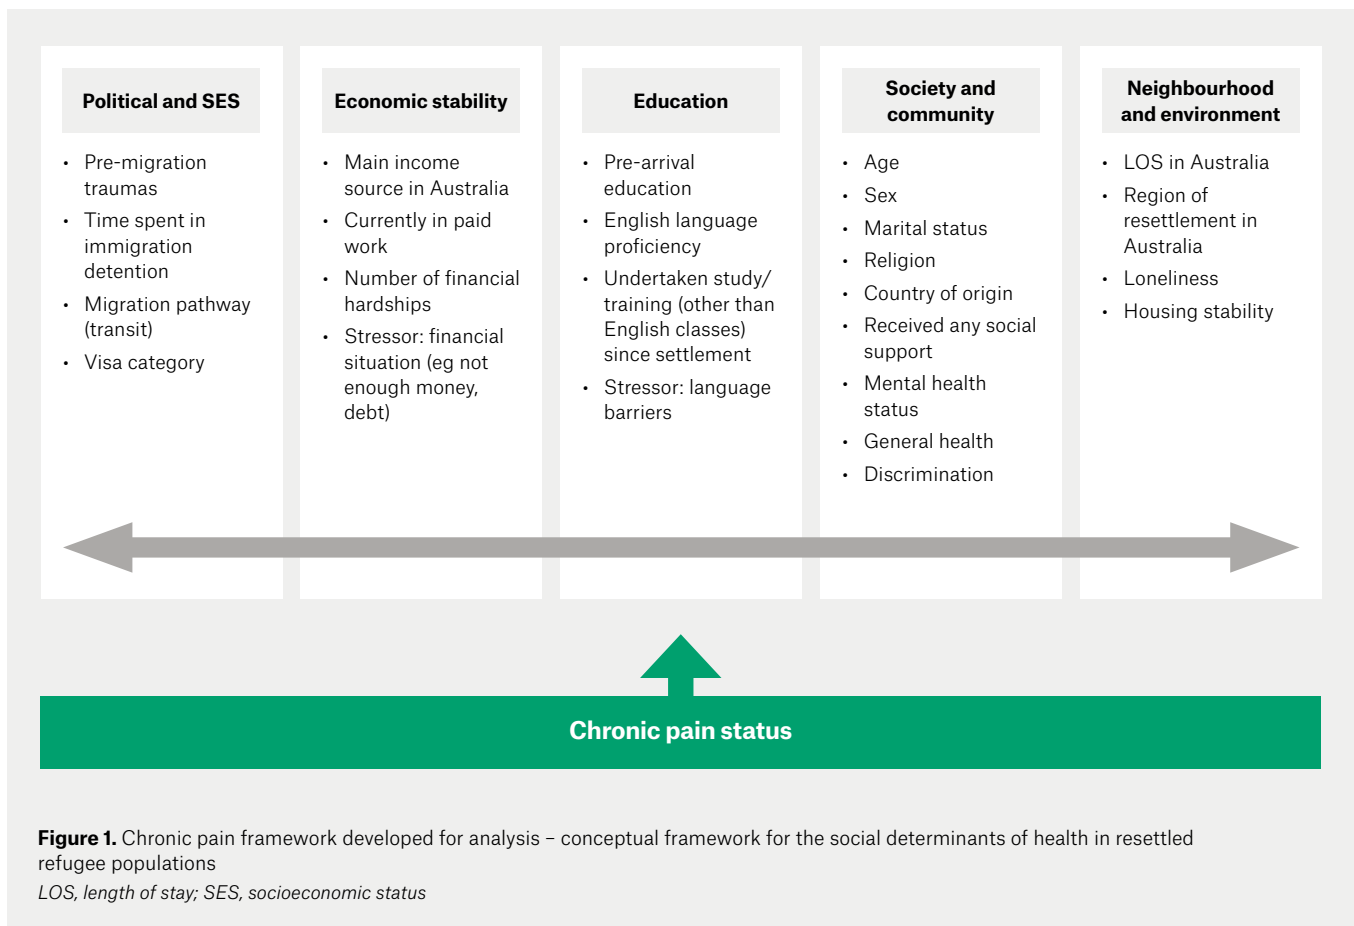 Political and SES
• Pre-migration
traumas
• Time spent in
immigration
detention
• Migration pathway
(transit)
• Visa category
Economic stability
• Main income
source in Australia
• Currently in paid
work
• Number of financial
hardships
• Stressor: financial
situation (eg not
enough money,
debt)
Education
• Pre-arrival
education
• English language
proficiency
• Undertaken study/
training (other than
English classes)
since settlement
• Stressor: language
barriers
Society and
community
• Age
• Sex
• Marital status
• Religion
• Country of origin
• Received any social
support
• Mental health
status
• General health
• Discrimination
Neighbourhood
and environment
• LOS in Australia
• Region of
resettlement in
Australia
• Loneliness
• Housing stability
Chronic pain status
Figure 1. Chronic pain framework developed for analysis – conceptual framework for the social determinants of health in resettled
refugee populations
LOS, length of stay; SES, socioeconomic status